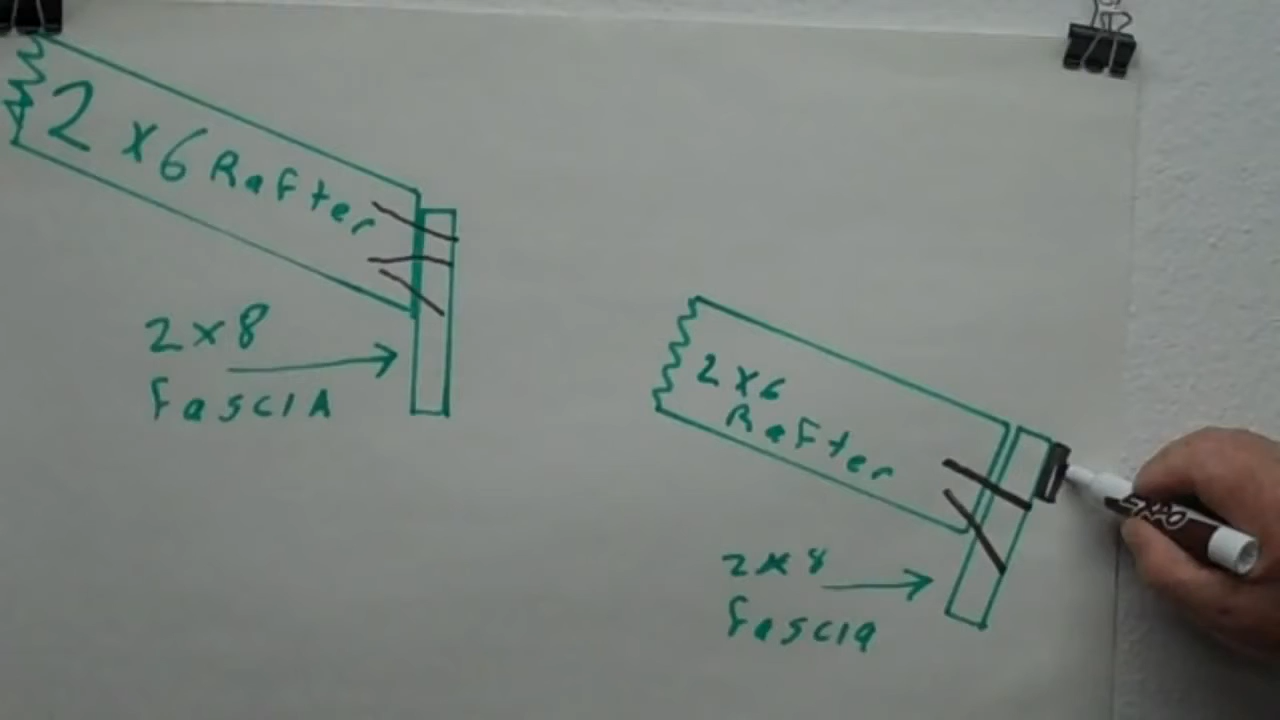 2 x 6 Rafter
2 x 8
fascIA
2 x 6
Rafter
2 x 8
fascia
EXPO